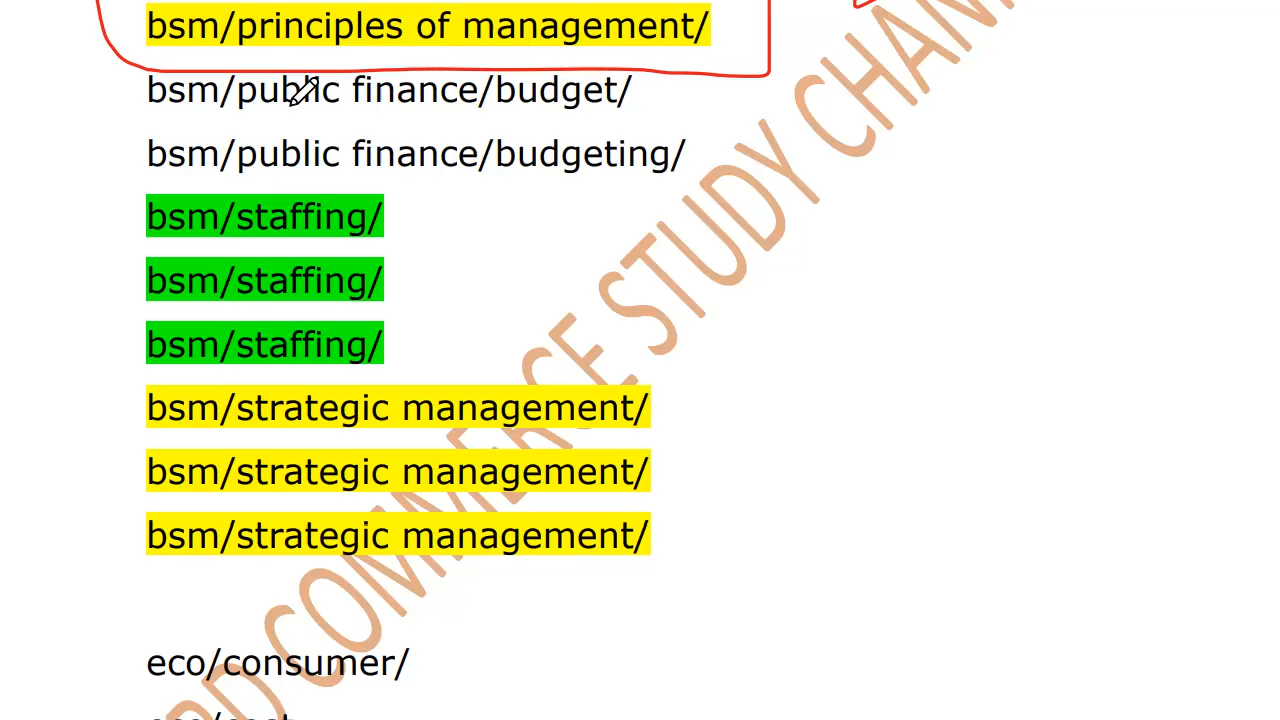 bsm/principles of management/
bsm/public finance/budget/
bsm/public finance/budgeting/
bsm/staffing/
bsm/staffing/
bsm/staffing/
bsm/strategic management/
bsm/strategic management/
bsm/strategic management/
eco/consumer/
COMMERCE STUDY